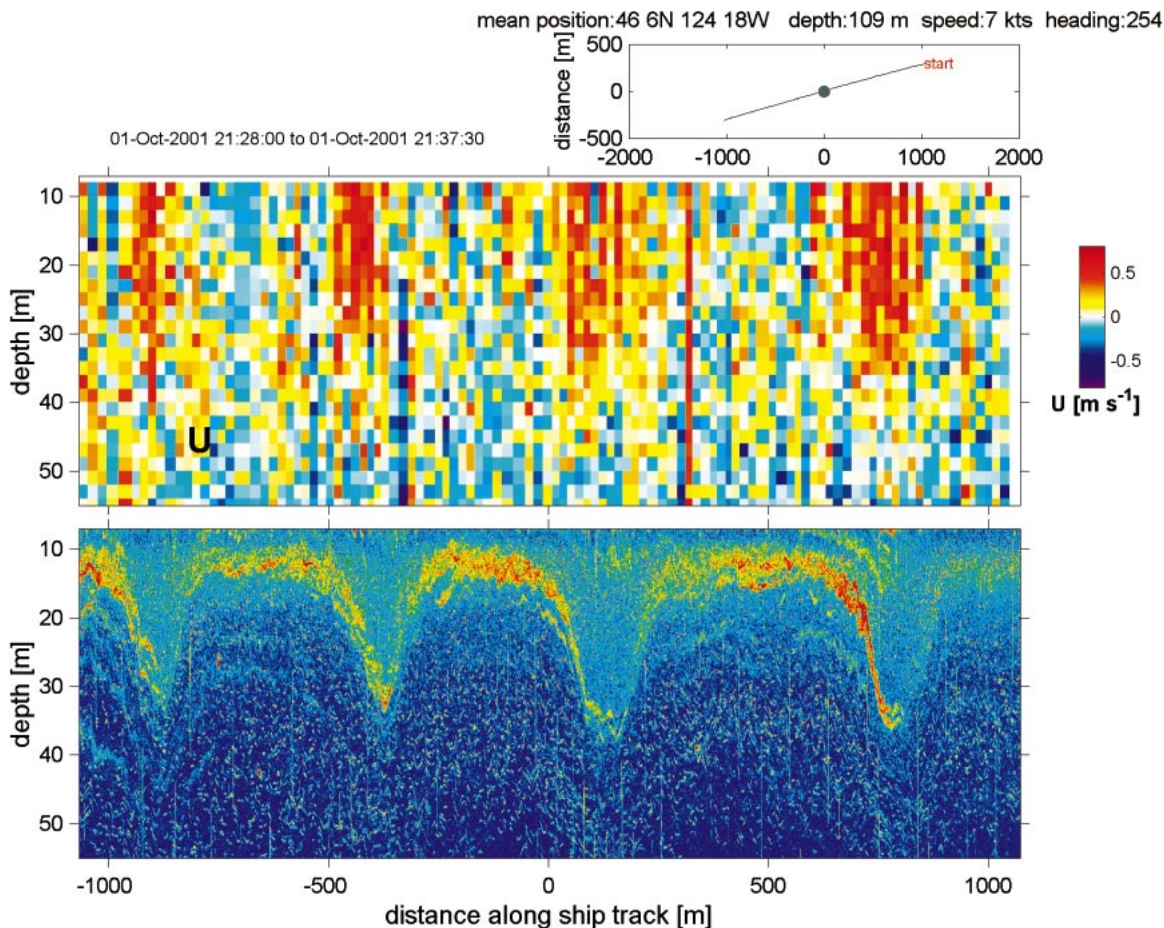 mean position:46 6N 124 18W depth:109 m speed:7 kts heading:254
distance [m]
500
0
-500
start
-2000 -1000 0 1000 2000
01-Oct-2001 21:28:00 to 01-Oct-2001 21:37:30
depth [m]
10
20
30
40
50
U
0.5
0
-0.5
U [m s⁻¹]
depth [m]
10
20
30
40
50
-1000 -500 0 500 1000
distance along ship track [m]